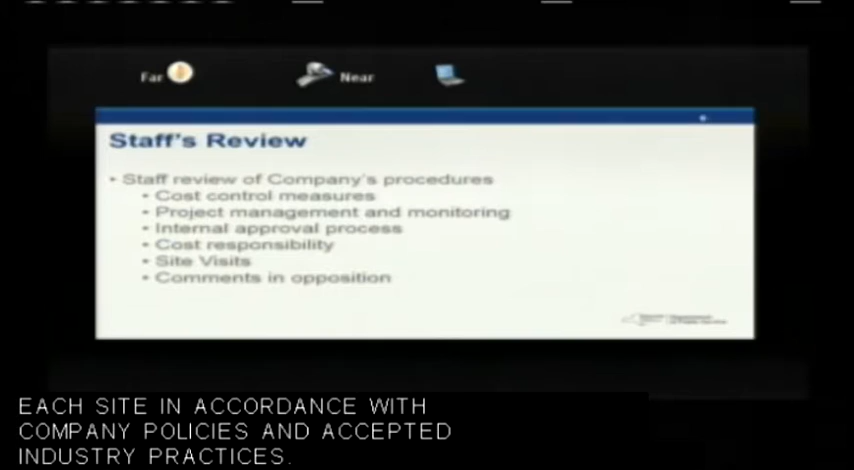 Far
Near
Staff's Review
• Staff review of Company's procedures
• Cost control measures
• Project management and monitoring
• Internal approval process
• Cost responsibility
• Site Visits
• Comments in opposition
EACH SITE IN ACCORDANCE WITH
COMPANY POLICIES AND ACCEPTED
INDUSTRY PRACTICES.